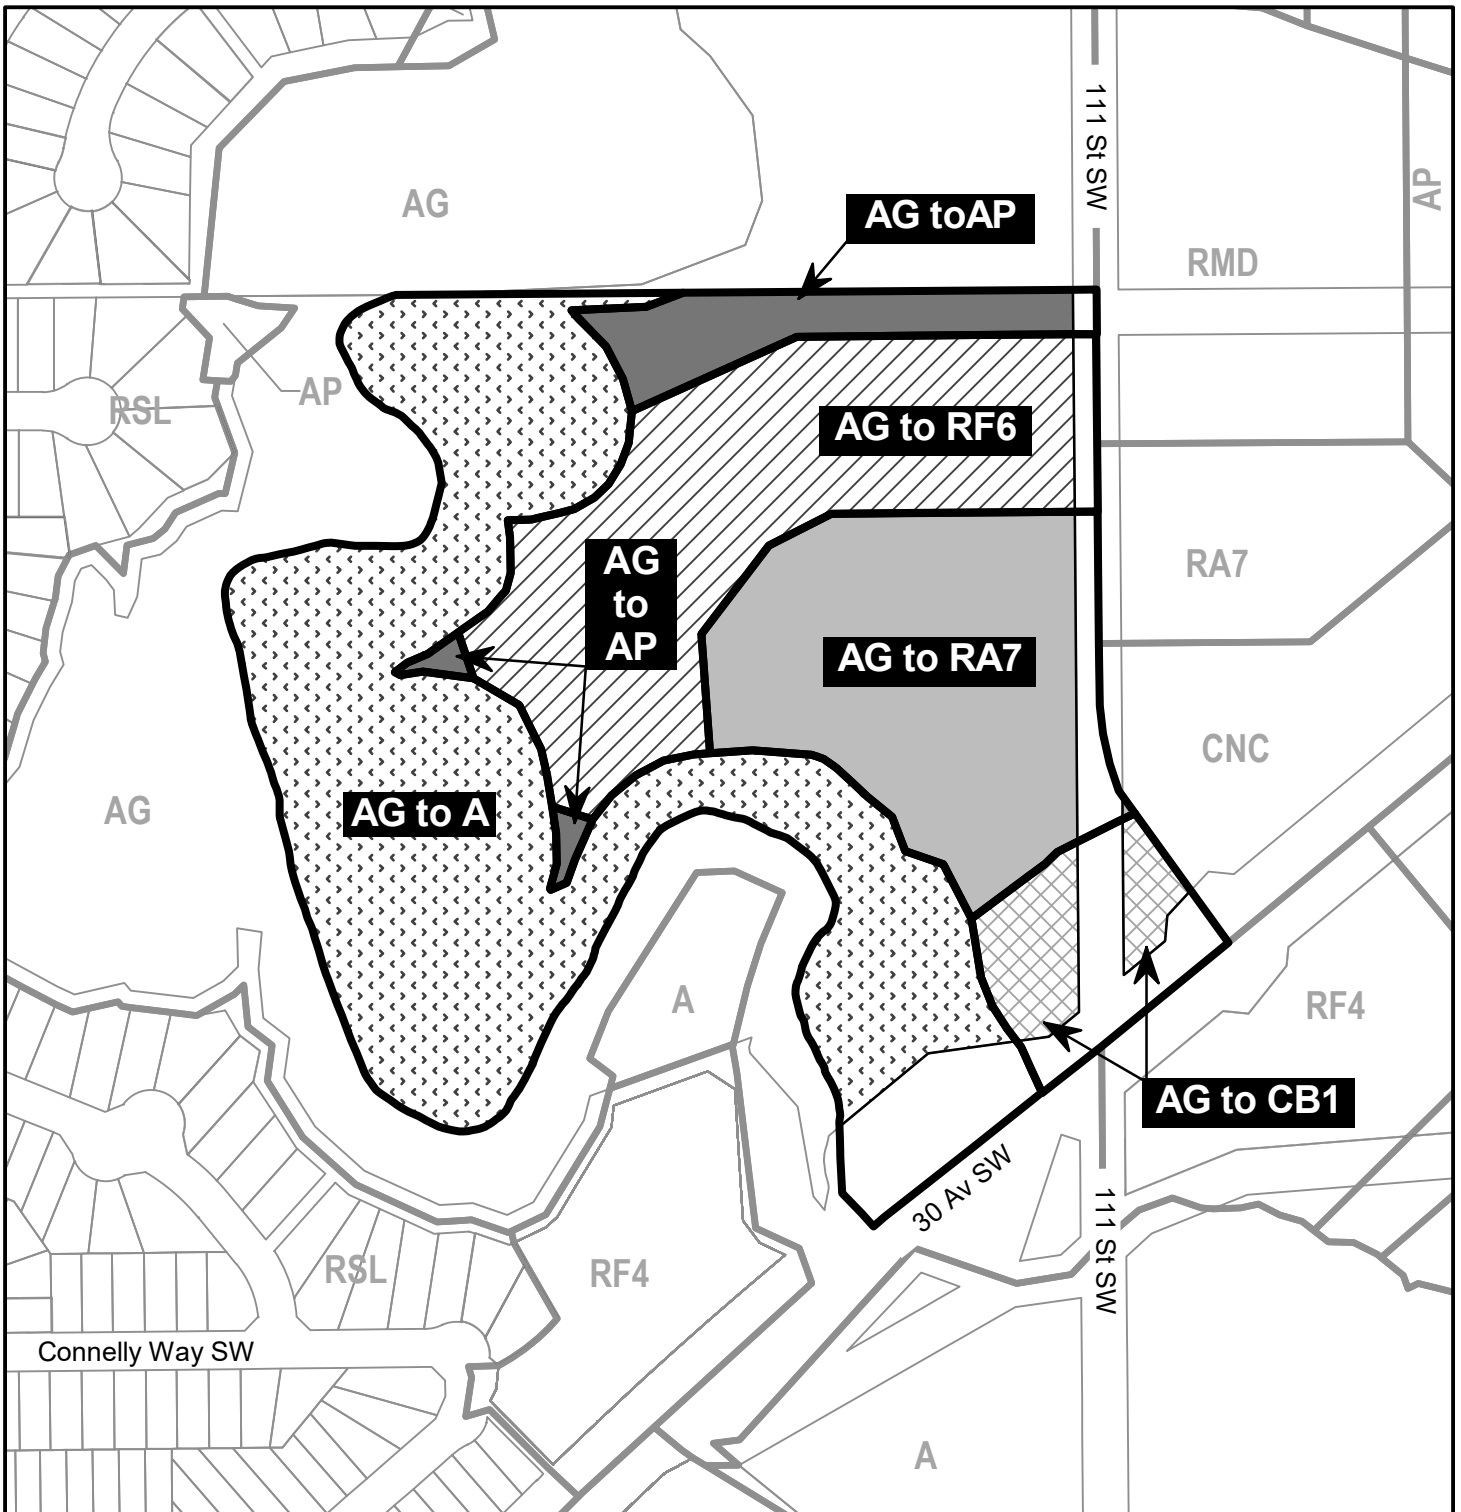 111 St SW
AG
AG toAP
AP
RMD
AP
RSL
AG to RF6
AG
to
AP
RA7
AG to RA7
CNC
AG
AG to A
A
RF4
AG to CB1
30 Av SW
111 St SW
RSL
RF4
Connelly Way SW
A